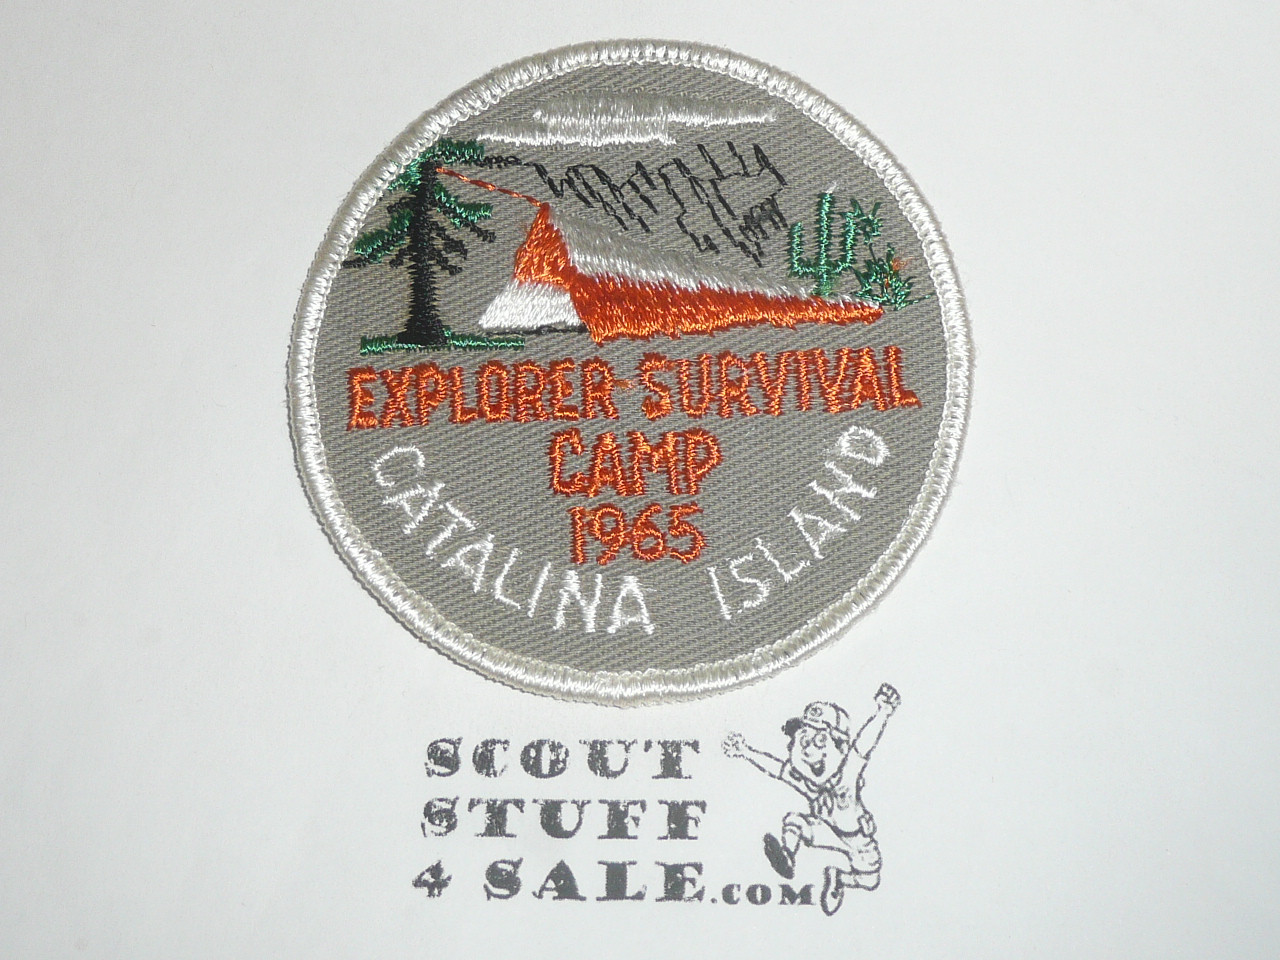 EXPLORER-SURVIVAL
CAMP
1965
CATALINA ISLAND
SCOUT
STUFF
4 SALE.COM